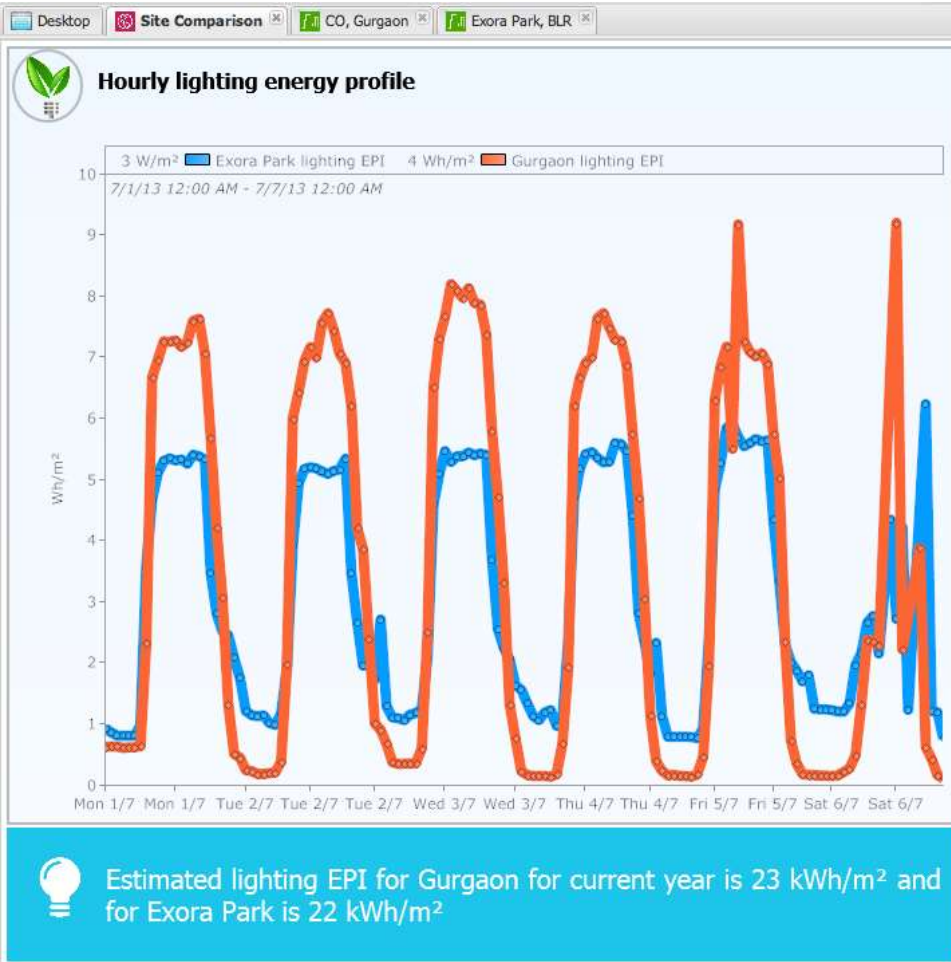 Desktop
Site Comparison
CO, Gurgaon
Exora Park, BLR
Hourly lighting energy profile
3 W/m² Exora Park lighting EPI 4 Wh/m² Gurgaon lighting EPI
7/1/13 12:00 AM - 7/7/13 12:00 AM
10
9
8
7
6
5
4
3
2
1
0
Wh/m²
Mon 1/7 Mon 1/7 Tue 2/7 Tue 2/7 Tue 2/7 Wed 3/7 Wed 3/7 Thu 4/7 Thu 4/7 Fri 5/7 Fri 5/7 Sat 6/7 Sat 6/7
Estimated lighting EPI for Gurgaon for current year is 23 kWh/m² and
for Exora Park is 22 kWh/m²